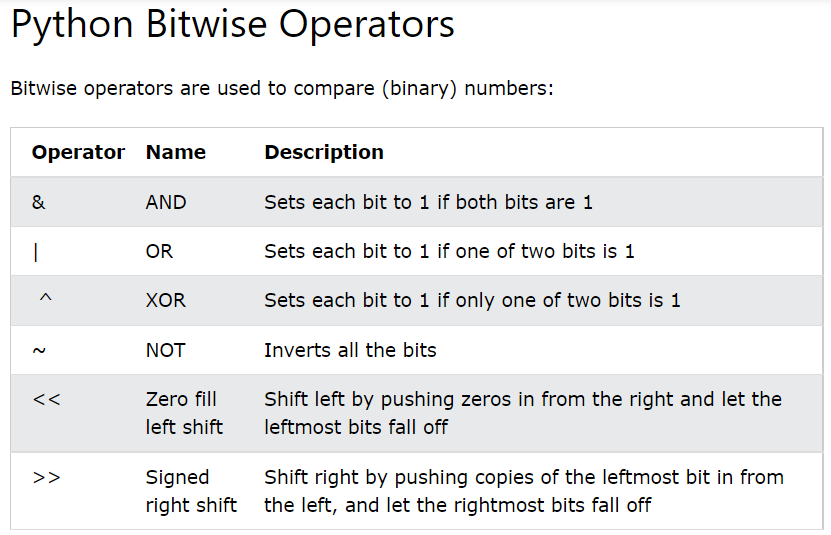 Python Bitwise Operators
Bitwise operators are used to compare (binary) numbers:
Operator Name Description
& AND Sets each bit to 1 if both bits are 1
| OR Sets each bit to 1 if one of two bits is 1
^ XOR Sets each bit to 1 if only one of two bits is 1
~ NOT Inverts all the bits
<< Zero fill Shift left by pushing zeros in from the right and let the
left shift leftmost bits fall off
>> Signed Shift right by pushing copies of the leftmost bit in from
right shift the left, and let the rightmost bits fall off